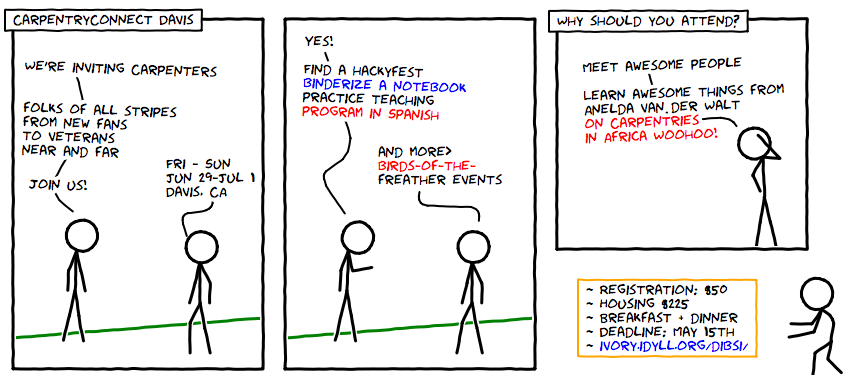 CARPENTRYCONNECT DAVIS
WE'RE INVITING CARPENTERS
FOLKS OF ALL STRIPES
FROM NEW FANS
TO VETERANS
NEAR AND FAR
JOIN US!
FRI - SUN
JUN 29-JUL 1
DAVIS, CA
YES!
FIND A HACKYFEST
BINDERIZE A NOTEBOOK
PRACTICE TEACHING
PROGRAM IN SPANISH
AND MORE>
BIRDS-OF-THE-
FREATHER EVENTS
WHY SHOULD YOU ATTEND?
MEET AWESOME PEOPLE
LEARN AWESOME THINGS FROM
ANELDA VAN.DER WALT
ON CARPENTRIES
IN AFRICA WOOHOO!
~ REGISTRATION: $50
~ HOUSING $225
~ BREAKFAST + DINNER
~ DEADLINE: MAY 15TH
~ IVORY.IDYLL.ORG/DIBSI/